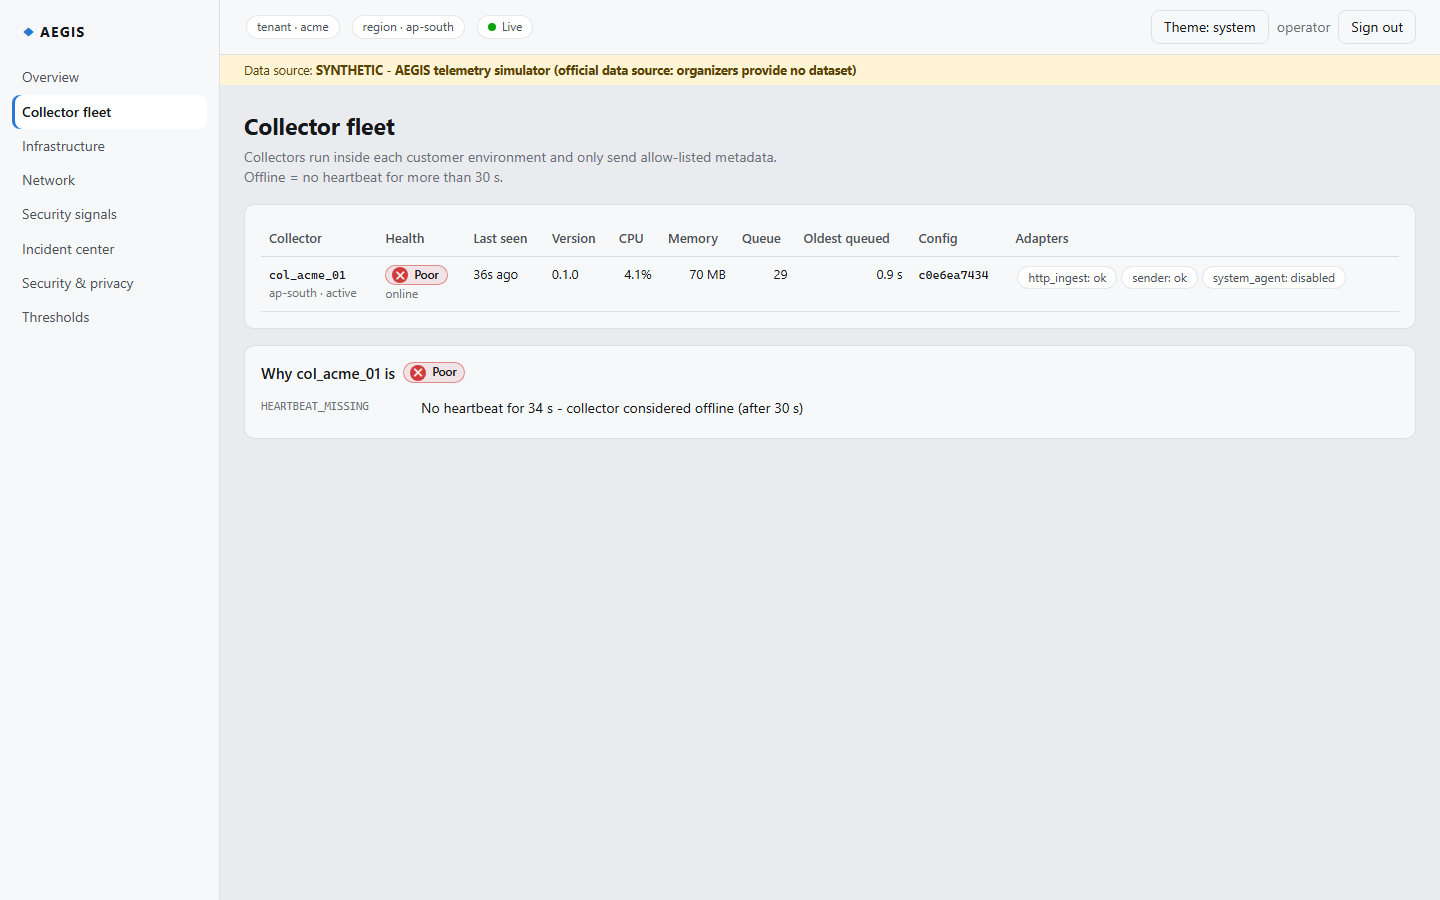 AEGIS
Overview
Collector fleet
Infrastructure
Network
Security signals
Incident center
Security & privacy
Thresholds
tenant · acme
region · ap-south
Live
Theme: system
operator
Sign out
Data source: SYNTHETIC - AEGIS telemetry simulator (official data source: organizers provide no dataset)
Collector fleet
Collectors run inside each customer environment and only send allow-listed metadata.
Offline = no heartbeat for more than 30 s.
Collector Health Last seen Version CPU Memory Queue Oldest queued Config Adapters
col_acme_01 Poor 36s ago 0.1.0 4.1% 70 MB 29 0.9 s c0e6ea7434 http_ingest: ok sender: ok system_agent: disabled
ap-south · active online
Why col_acme_01 is Poor
HEARTBEAT_MISSING No heartbeat for 34 s - collector considered offline (after 30 s)